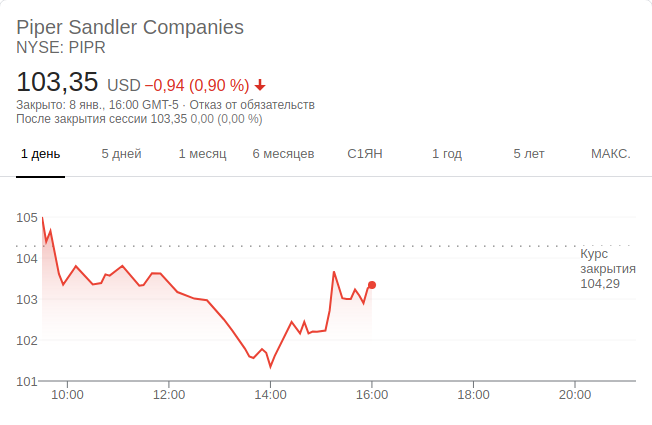 Piper Sandler Companies
NYSE: PIPR
103,35 USD −0,94 (0,90 %)
Закрыто: 8 янв., 16:00 GMT-5 · Отказ от обязательств
После закрытия сессии 103,35 0,00 (0,00 %)
1 день 5 дней 1 месяц 6 месяцев С1ЯН 1 год 5 лет МАКС.
105
104
103
102
101
Курс
закрытия
104,29
10:00 12:00 14:00 16:00 18:00 20:00